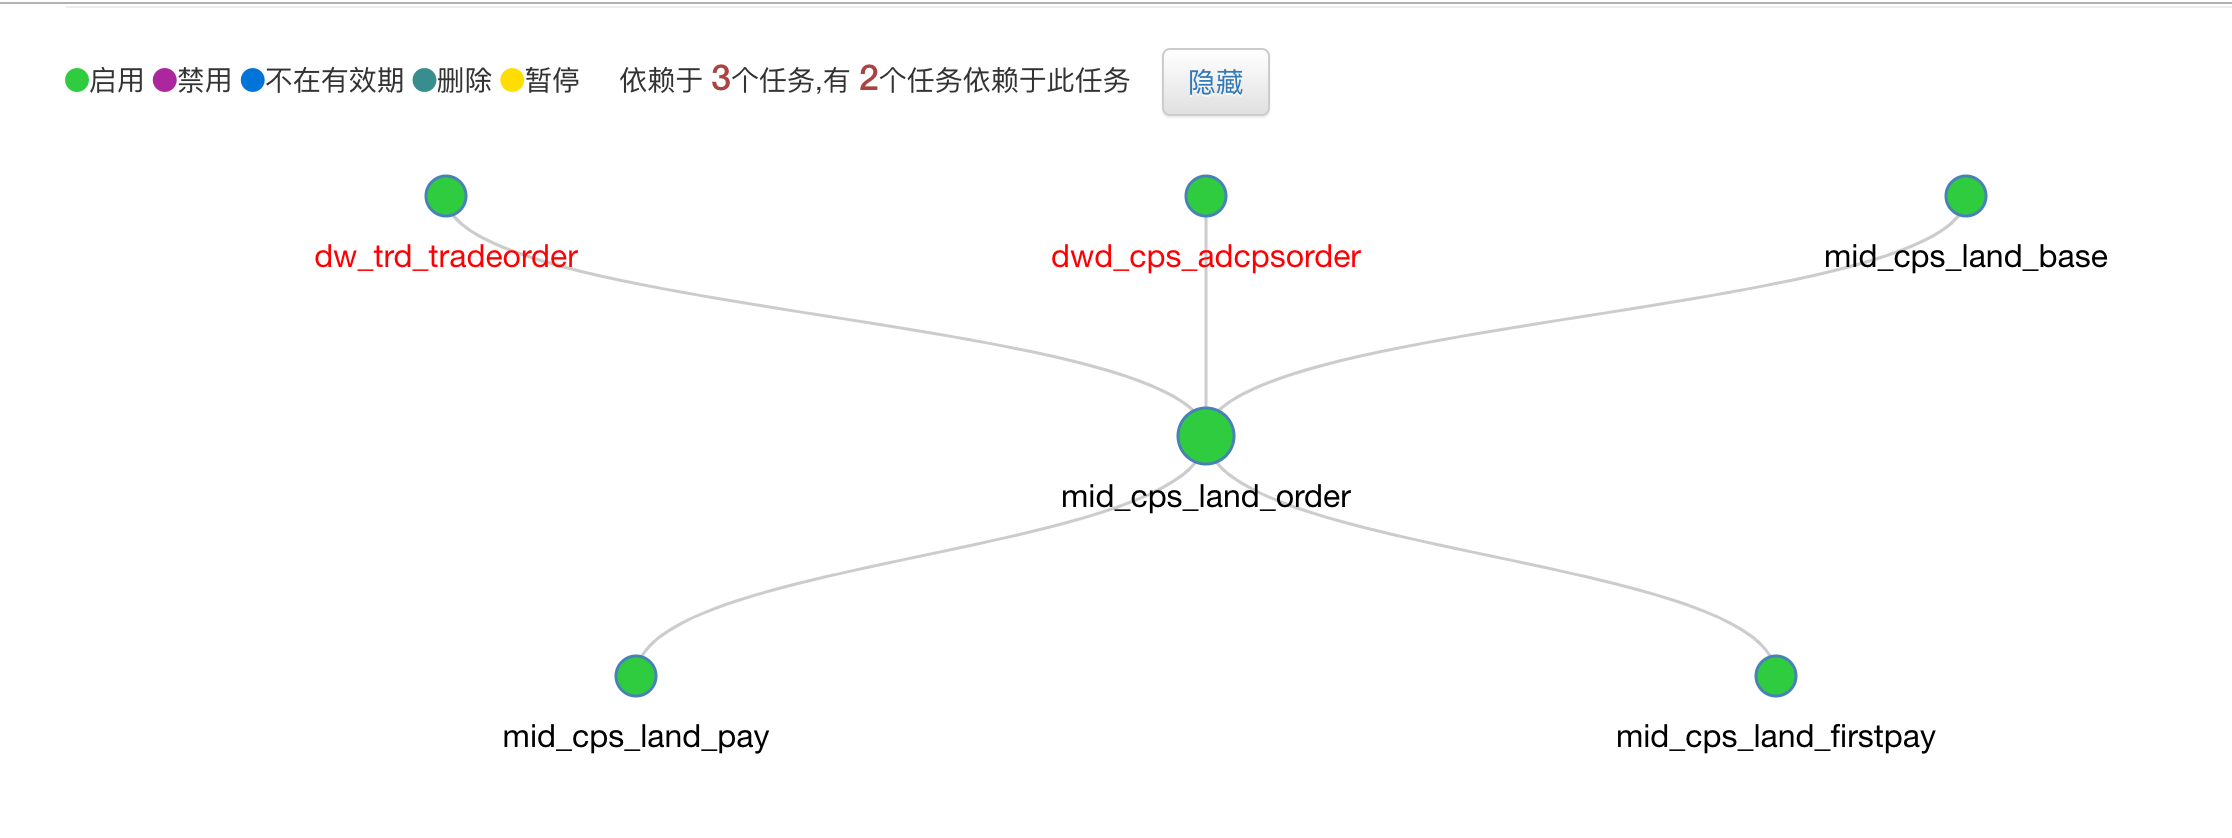 启用 禁用 不在有效期 删除 暂停 依赖于 3个任务,有 2个任务依赖于此任务 隐藏
dw_trd_tradeorder dwd_cps_adcpsorder mid_cps_land_base
mid_cps_land_order
mid_cps_land_pay mid_cps_land_firstpay